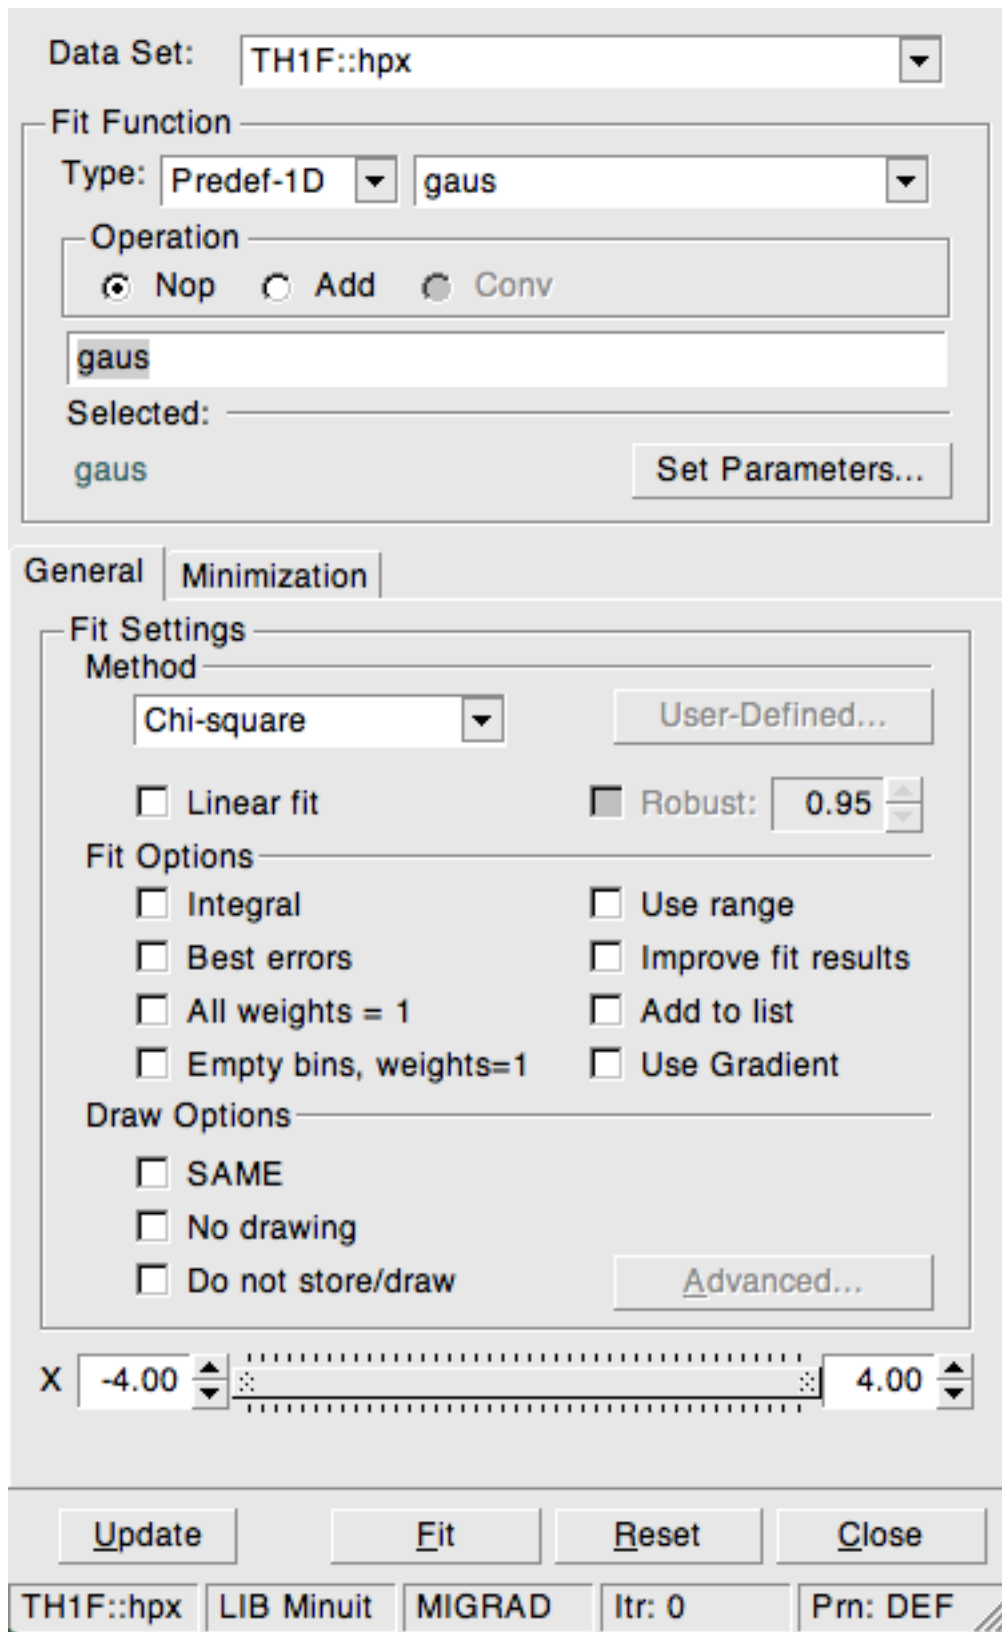 Data Set: TH1F::hpx
Fit Function
Type: Predef-1D gaus
Operation
Nop Add Conv
gaus
Selected:
gaus Set Parameters...
General Minimization
Fit Settings
Method
Chi-square User-Defined...
Linear fit Robust: 0.95
Fit Options
Integral Use range
Best errors Improve fit results
All weights = 1 Add to list
Empty bins, weights=1 Use Gradient
Draw Options
SAME
No drawing
Do not store/draw Advanced...
X -4.00 4.00
Update Fit Reset Close
TH1F::hpx LIB Minuit MIGRAD Itr: 0 Prn: DEF